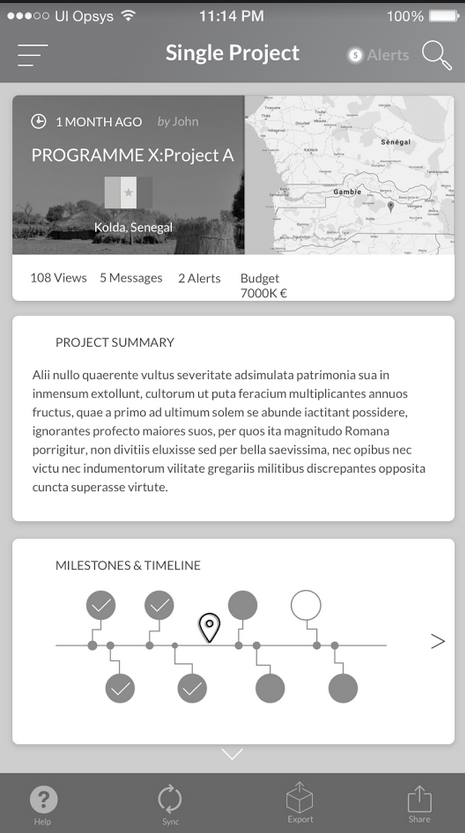 UI Opsys 11:14 PM 100%
Single Project
5 Alerts
1 MONTH AGO by John
PROGRAMME X:Project A
Kolda, Senegal
Sénégal
Gambie
108 Views 5 Messages 2 Alerts Budget
7000K €
PROJECT SUMMARY
Alii nullo quaerente vultus severitate adsimulata patrimonia sua in
inmensum extollunt, cultorum ut puta feracium multiplicantes annuos
fructus, quae a primo ad ultimum solem se abunde iactitant possidere,
ignorantes profecto maiores suos, per quos ita magnitudo Romana
porrigitur, non divitiis eluxisse sed per bella saevissima, nec opibus nec
victu nec indumentorum vilitate gregariis militibus discrepantes opposita
cuncta superasse virtute.
MILESTONES & TIMELINE
>
? 
Help Sync Export Share